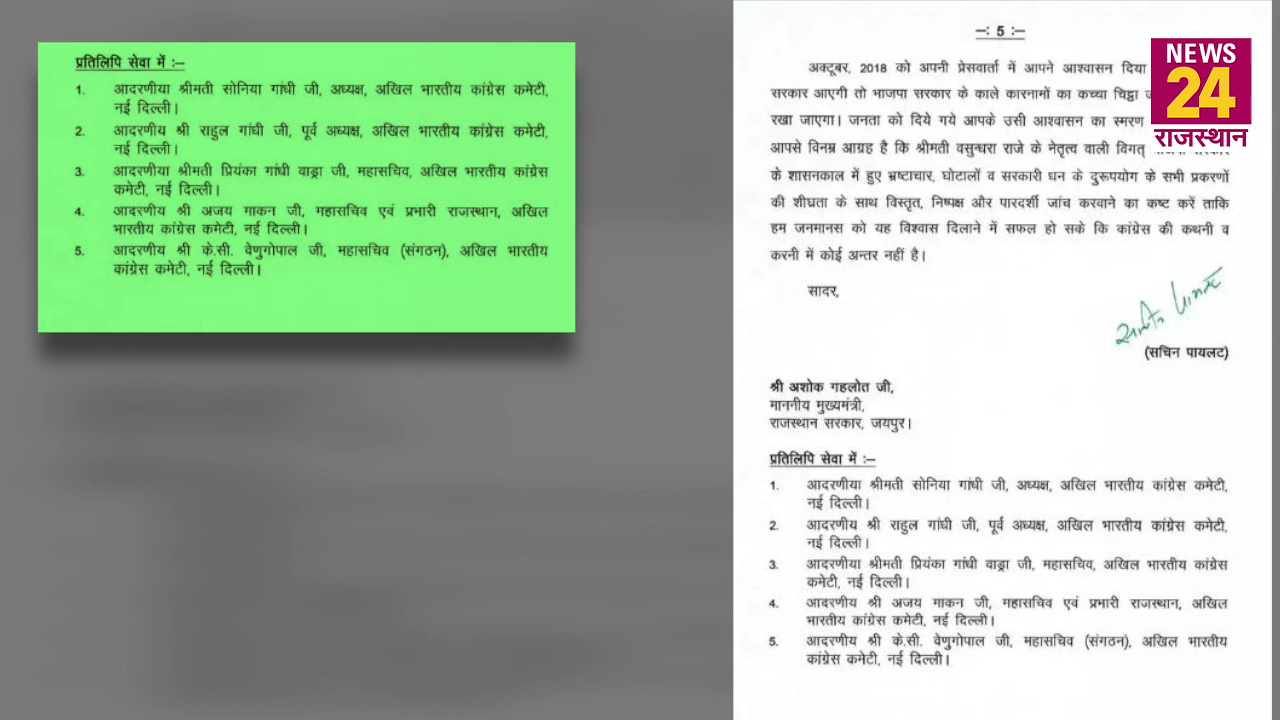 प्रतिलिपि सेवा में :–
1. आदरणीया श्रीमती सोनिया गांधी जी, अध्यक्ष, अखिल भारतीय कांग्रेस कमेटी,
नई दिल्ली।
2. आदरणीय श्री राहुल गांधी जी, पूर्व अध्यक्ष, अखिल भारतीय कांग्रेस कमेटी,
नई दिल्ली।
3. आदरणीया श्रीमती प्रियंका गांधी वाड्रा जी, महासचिव, अखिल भारतीय कांग्रेस
कमेटी, नई दिल्ली।
4. आदरणीय श्री अजय माकन जी, महासचिव एवं प्रभारी राजस्थान, अखिल
भारतीय कांग्रेस कमेटी, नई दिल्ली।
5. आदरणीय श्री के.सी. वेणुगोपाल जी, महासचिव (संगठन), अखिल भारतीय
कांग्रेस कमेटी, नई दिल्ली।
–: 5 :–
अक्टूबर, 2018 को अपनी प्रेसवार्ता में आपने आश्वासन दिया
सरकार आएगी तो भाजपा सरकार के काले कारनामों का कच्चा चिट्ठा
रखा जाएगा। जनता को दिये गये आपके उसी आश्वासन का स्मरण
आपसे विनम्र आग्रह है कि श्रीमती वसुन्धरा राजे के नेतृत्व वाली विगत
के शासनकाल में हुए भ्रष्टाचार, घोटालों व सरकारी धन के दुरूपयोग के सभी प्रकरणों
की शीघ्रता के साथ विस्तृत, निष्पक्ष और पारदर्शी जांच करवाने का कष्ट करें ताकि
हम जनमानस को यह विश्वास दिलाने में सफल हो सके कि कांग्रेस की कथनी व
करनी में कोई अन्तर नहीं है।
सादर,
(सचिन पायलट)
श्री अशोक गहलोत जी,
माननीय मुख्यमंत्री,
राजस्थान सरकार, जयपुर।
प्रतिलिपि सेवा में :–
1. आदरणीया श्रीमती सोनिया गांधी जी, अध्यक्ष, अखिल भारतीय कांग्रेस कमेटी,
नई दिल्ली।
2. आदरणीय श्री राहुल गांधी जी, पूर्व अध्यक्ष, अखिल भारतीय कांग्रेस कमेटी,
नई दिल्ली।
3. आदरणीया श्रीमती प्रियंका गांधी वाड्रा जी, महासचिव, अखिल भारतीय कांग्रेस
कमेटी, नई दिल्ली।
4. आदरणीय श्री अजय माकन जी, महासचिव एवं प्रभारी राजस्थान, अखिल
भारतीय कांग्रेस कमेटी, नई दिल्ली।
5. आदरणीय श्री के.सी. वेणुगोपाल जी, महासचिव (संगठन), अखिल भारतीय
कांग्रेस कमेटी, नई दिल्ली।
NEWS
24
राजस्थान